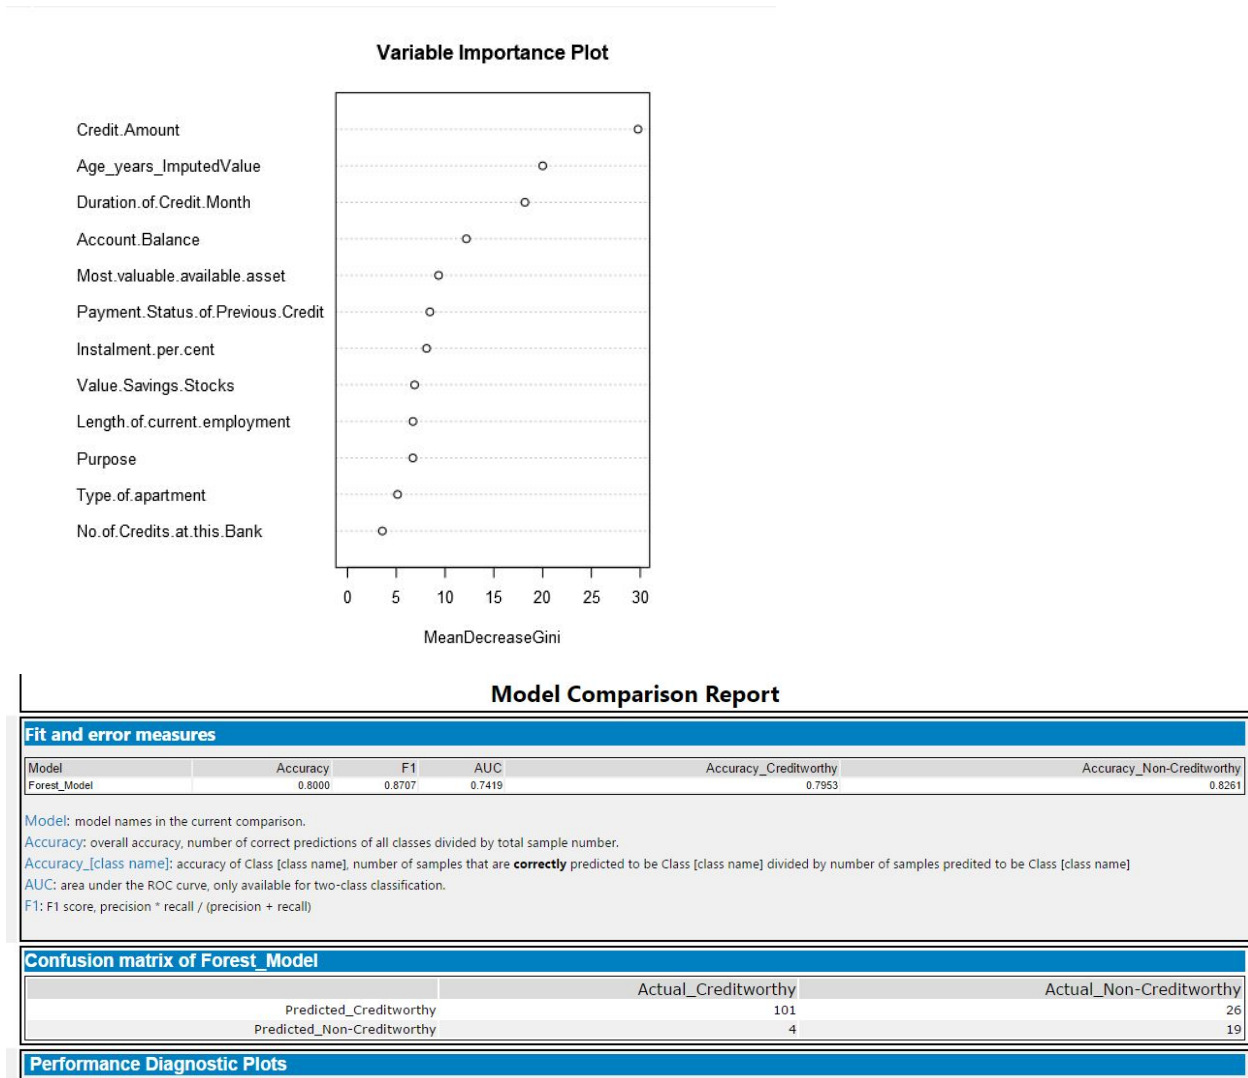 Variable Importance Plot
Credit.Amount
Age_years_ImputedValue
Duration.of.Credit.Month
Account.Balance
Most.valuable.available.asset
Payment.Status.of.Previous.Credit
Instalment.per.cent
Value.Savings.Stocks
Length.of.current.employment
Purpose
Type.of.apartment
No.of.Credits.at.this.Bank
0 5 10 15 20 25 30
MeanDecreaseGini
Model Comparison Report
Fit and error measures
Model Accuracy F1 AUC Accuracy_Creditworthy Accuracy_Non-Creditworthy
Forest_Model 0.8000 0.8707 0.7419 0.7953 0.8261
Model: model names in the current comparison.
Accuracy: overall accuracy, number of correct predictions of all classes divided by total sample number.
Accuracy_[class name]: accuracy of Class [class name], number of samples that are correctly predicted to be Class [class name] divided by number of samples predited to be Class [class name]
AUC: area under the ROC curve, only available for two-class classification.
F1: F1 score, precision * recall / (precision + recall)
Confusion matrix of Forest_Model
Actual_Creditworthy Actual_Non-Creditworthy
Predicted_Creditworthy 101 26
Predicted_Non-Creditworthy 4 19
Performance Diagnostic Plots